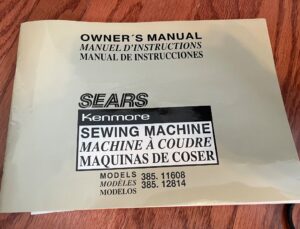 OWNER'S MANUAL
MANUEL D'INSTRUCTIONS
MANUAL DE INSTRUCCIONES
SEARS
Kenmore
SEWING MACHINE
MACHINE À COUDRE
MAQUINAS DE COSER
MODELS 385. 11608
MODÈLES 385. 12814
MODELOS